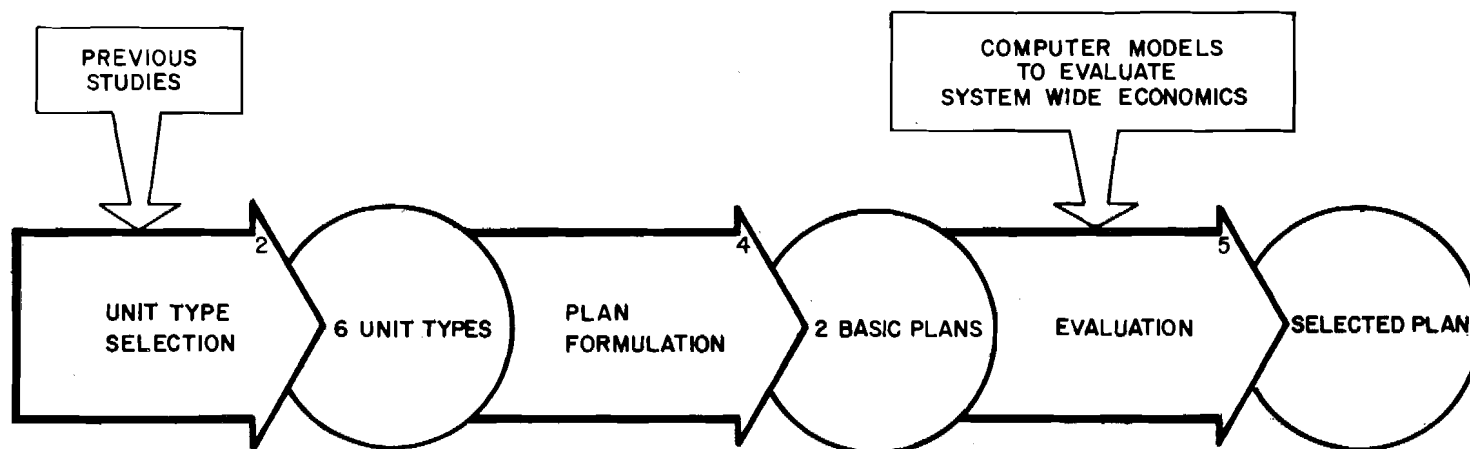 PREVIOUS
STUDIES
COMPUTER MODELS
TO EVALUATE
SYSTEM WIDE ECONOMICS
2
UNIT TYPE
SELECTION
6 UNIT TYPES
4
PLAN
FORMULATION
2 BASIC PLANS
5
EVALUATION
SELECTED PLAN